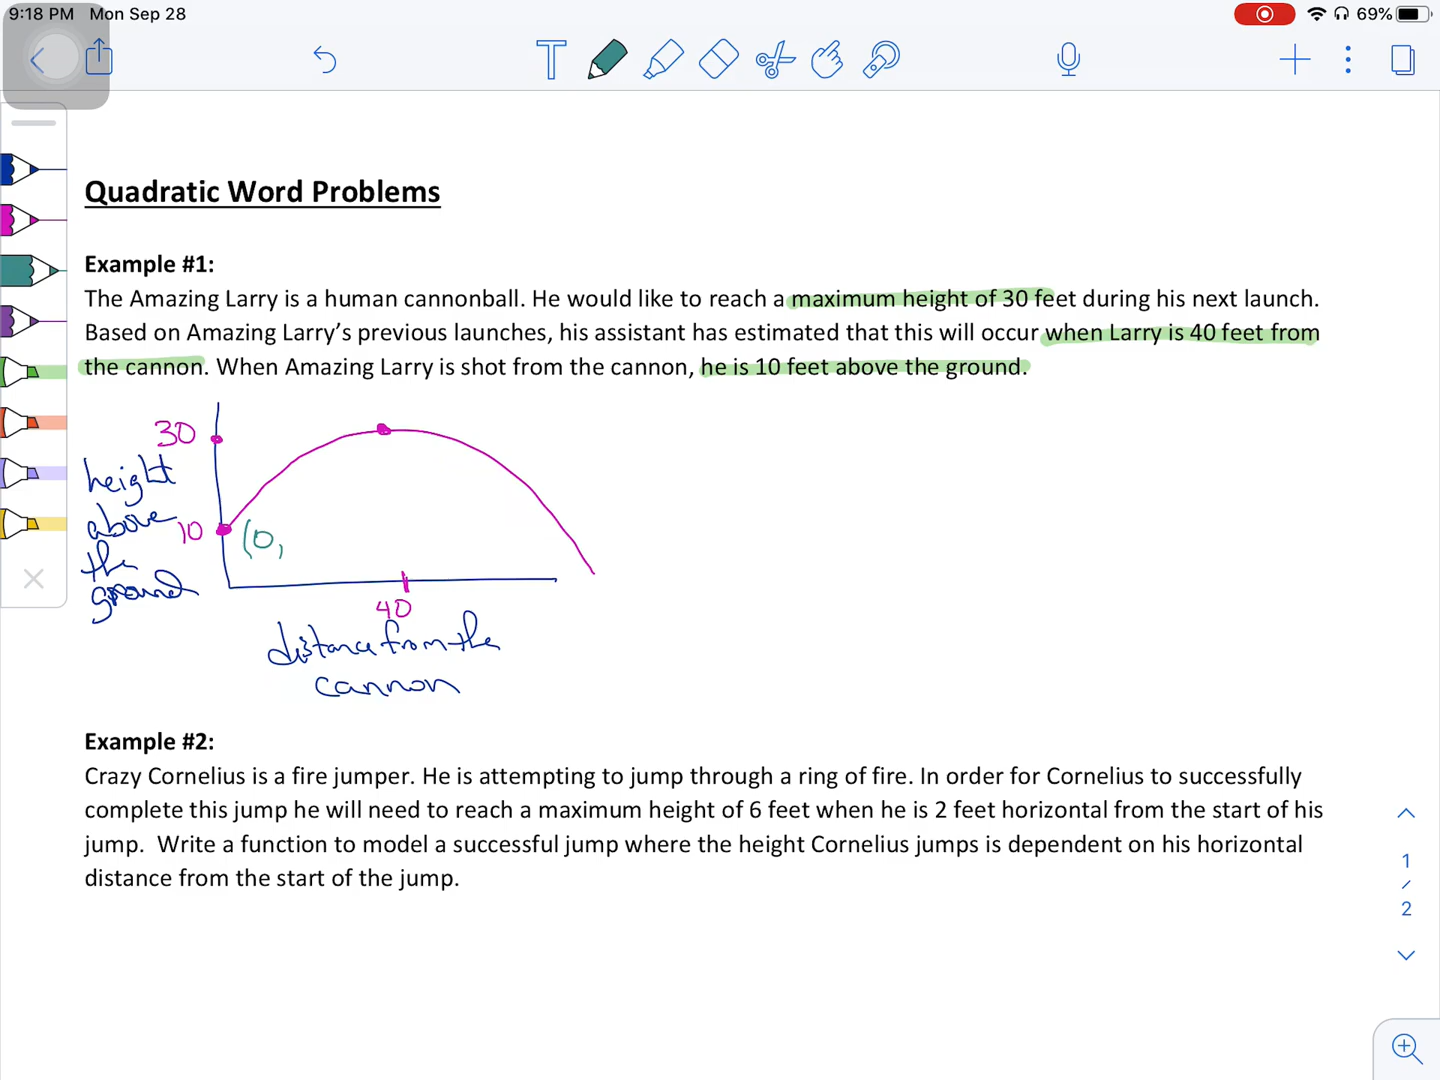 9:18 PM Mon Sep 28
69%
Quadratic Word Problems
Example #1:
The Amazing Larry is a human cannonball. He would like to reach a maximum height of 30 feet during his next launch.
Based on Amazing Larry’s previous launches, his assistant has estimated that this will occur when Larry is 40 feet from
the cannon. When Amazing Larry is shot from the cannon, he is 10 feet above the ground.
30
height
above
the
ground
10
(0,
40
distance from the
cannon
Example #2:
Crazy Cornelius is a fire jumper. He is attempting to jump through a ring of fire. In order for Cornelius to successfully
complete this jump he will need to reach a maximum height of 6 feet when he is 2 feet horizontal from the start of his
jump. Write a function to model a successful jump where the height Cornelius jumps is dependent on his horizontal
distance from the start of the jump.
1
/
2